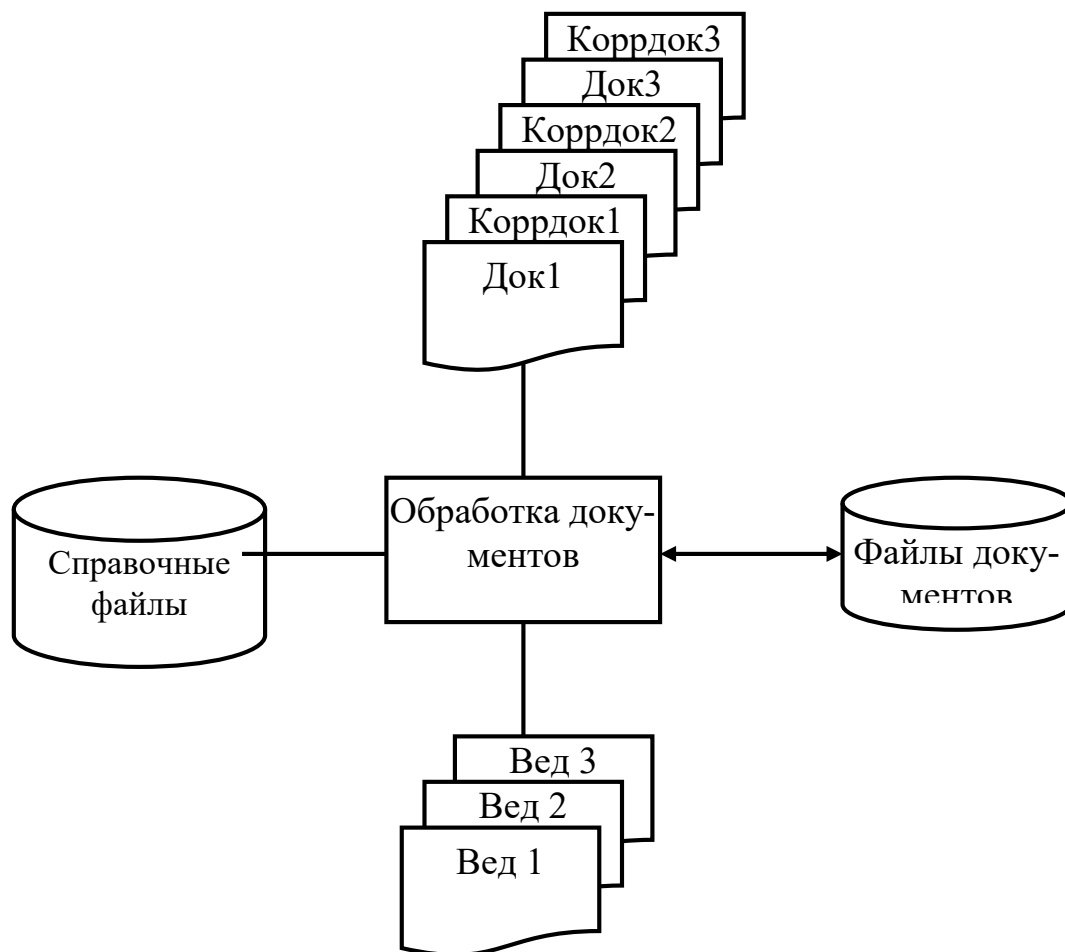 Коррдок3
Док3
Коррдок2
Док2
Коррдок1
Док1
Обработка доку-
ментов
Справочные
файлы
Файлы доку-
ментов
Вед 3
Вед 2
Вед 1